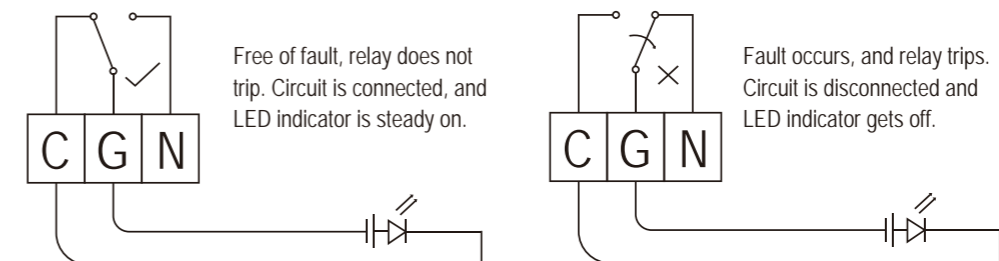 Free of fault, relay does not
trip. Circuit is connected, and
LED indicator is steady on.
C G N
Fault occurs, and relay trips.
Circuit is disconnected and
LED indicator gets off.
C G N